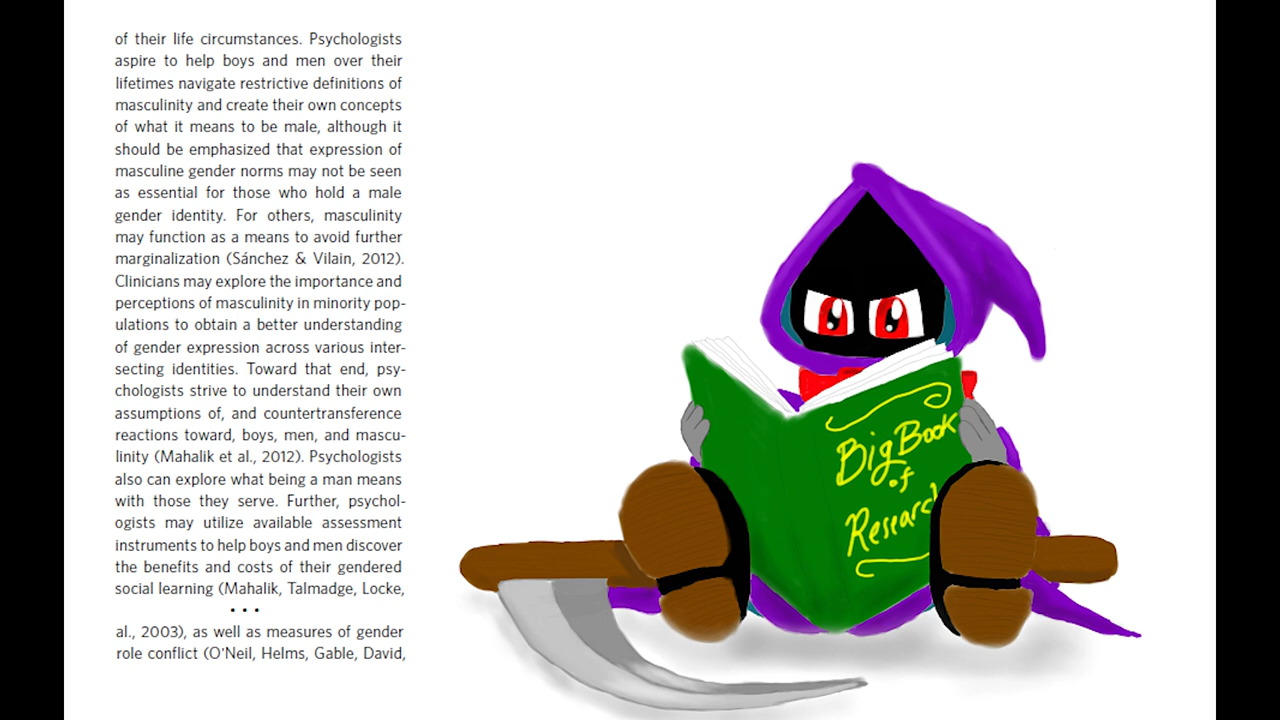 of their life circumstances. Psychologists
aspire to help boys and men over their
lifetimes navigate restrictive definitions of
masculinity and create their own concepts
of what it means to be male, although it
should be emphasized that expression of
masculine gender norms may not be seen
as essential for those who hold a male
gender identity. For others, masculinity
may function as a means to avoid further
marginalization (Sánchez & Vilain, 2012).
Clinicians may explore the importance and
perceptions of masculinity in minority pop-
ulations to obtain a better understanding
of gender expression across various inter-
secting identities. Toward that end, psy-
chologists strive to understand their own
assumptions of, and countertransference
reactions toward, boys, men, and mascu-
linity (Mahalik et al., 2012). Psychologists
also can explore what being a man means
with those they serve. Further, psychol-
ogists may utilize available assessment
instruments to help boys and men discover
the benefits and costs of their gendered
social learning (Mahalik, Talmadge, Locke,
• • •
al., 2003), as well as measures of gender
role conflict (O'Neil, Helms, Gable, David,
Big Book
of
Research